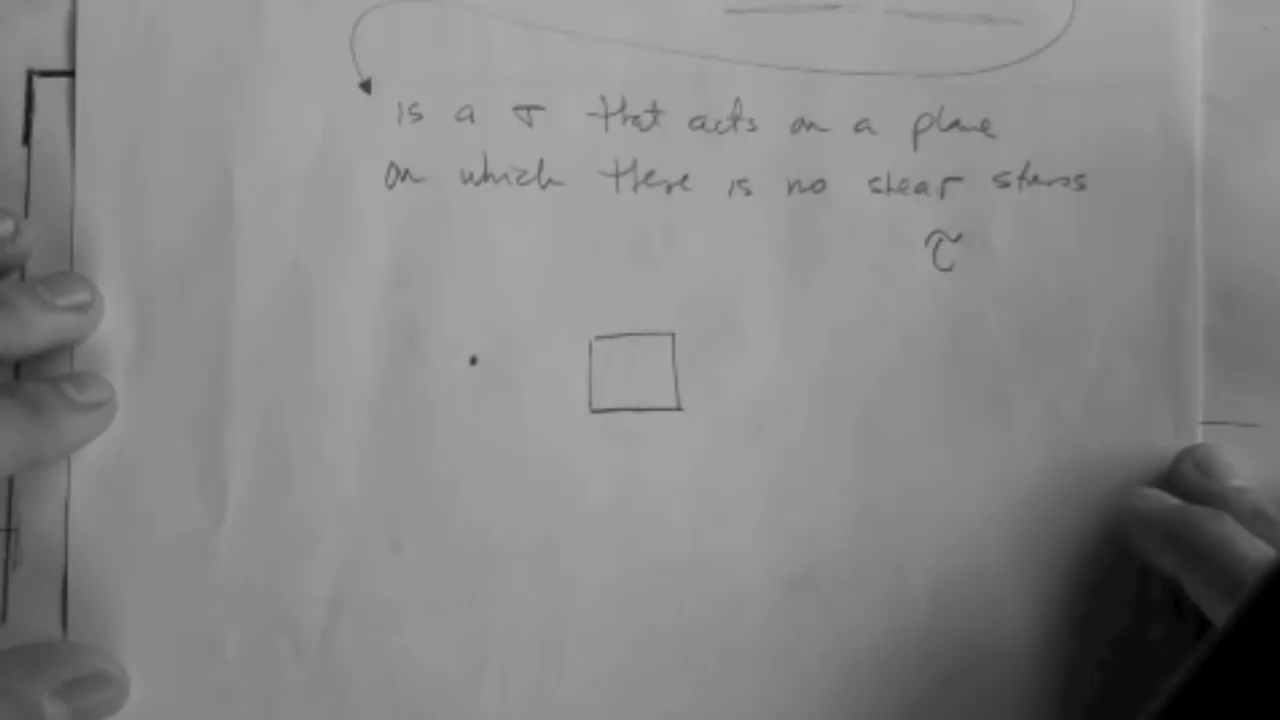 is a σ that acts on a plane
on which there is no shear stress
τ